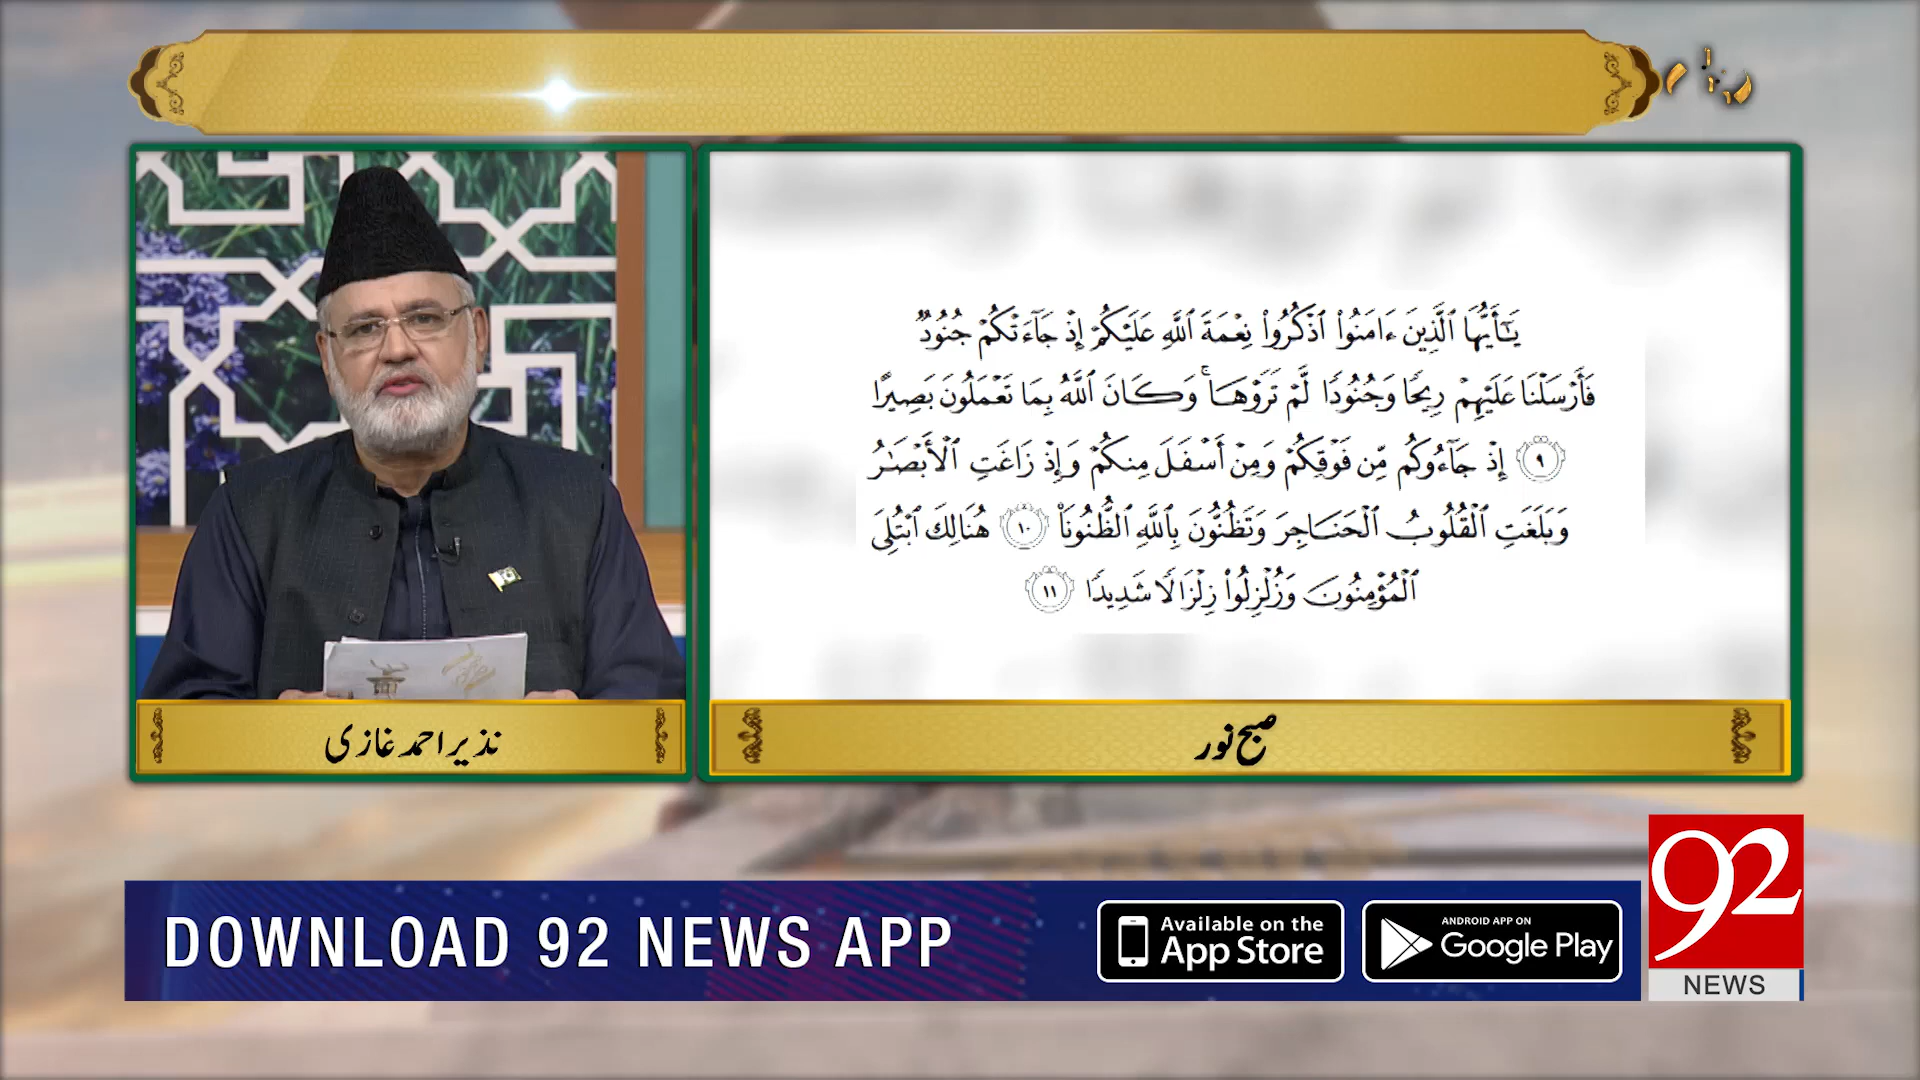 يَٰٓأَيُّهَا ٱلَّذِينَ ءَامَنُوا۟ ٱذْكُرُوا۟ نِعْمَةَ ٱللَّهِ عَلَيْكُمْ إِذْ جَآءَتْكُمْ جُنُودٌ
فَأَرْسَلْنَا عَلَيْهِمْ رِيحًا وَجُنُودًا لَّمْ تَرَوْهَا ۚ وَكَانَ ٱللَّهُ بِمَا تَعْمَلُونَ بَصِيرًا
٩ إِذْ جَآءُوكُم مِّن فَوْقِكُمْ وَمِنْ أَسْفَلَ مِنكُمْ وَإِذْ زَاغَتِ ٱلْأَبْصَٰرُ
وَبَلَغَتِ ٱلْقُلُوبُ ٱلْحَنَاجِرَ وَتَظُنُّونَ بِٱللَّهِ ٱلظُّنُونَا۠ ١٠ هُنَالِكَ ٱبْتُلِىَ
ٱلْمُؤْمِنُونَ وَزُلْزِلُوا۟ زِلْزَالًا شَدِيدًا ١١
صبح نور
نذیر احمد غازی
DOWNLOAD 92 NEWS APP
Available on the
App Store
ANDROID APP ON
Google Play
92
NEWS